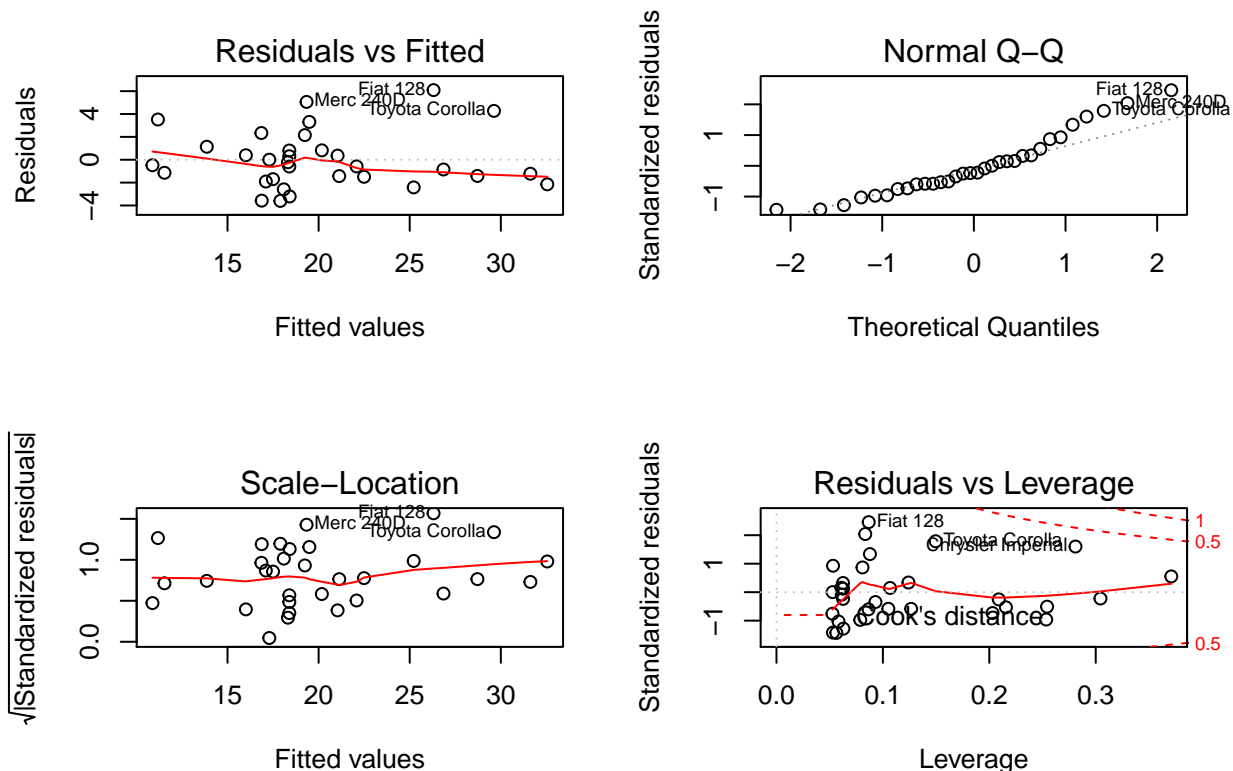 Residuals vs Fitted
Residuals
4
0
−4
Fiat 128
Merc 240D
Toyota Corolla
15 20 25 30
Fitted values
Normal Q−Q
Standardized residuals
1
−1
Fiat 128
Merc 240D
Toyota Corolla
−2 −1 0 1 2
Theoretical Quantiles
Scale−Location
√|Standardized residuals|
1.0
0.0
Fiat 128
Merc 240D
Toyota Corolla
15 20 25 30
Fitted values
Residuals vs Leverage
Standardized residuals
1
−1
Fiat 128
Toyota Corolla
Chrysler Imperial
Cook's distance
1
0.5
0.5
0.0 0.1 0.2 0.3
Leverage